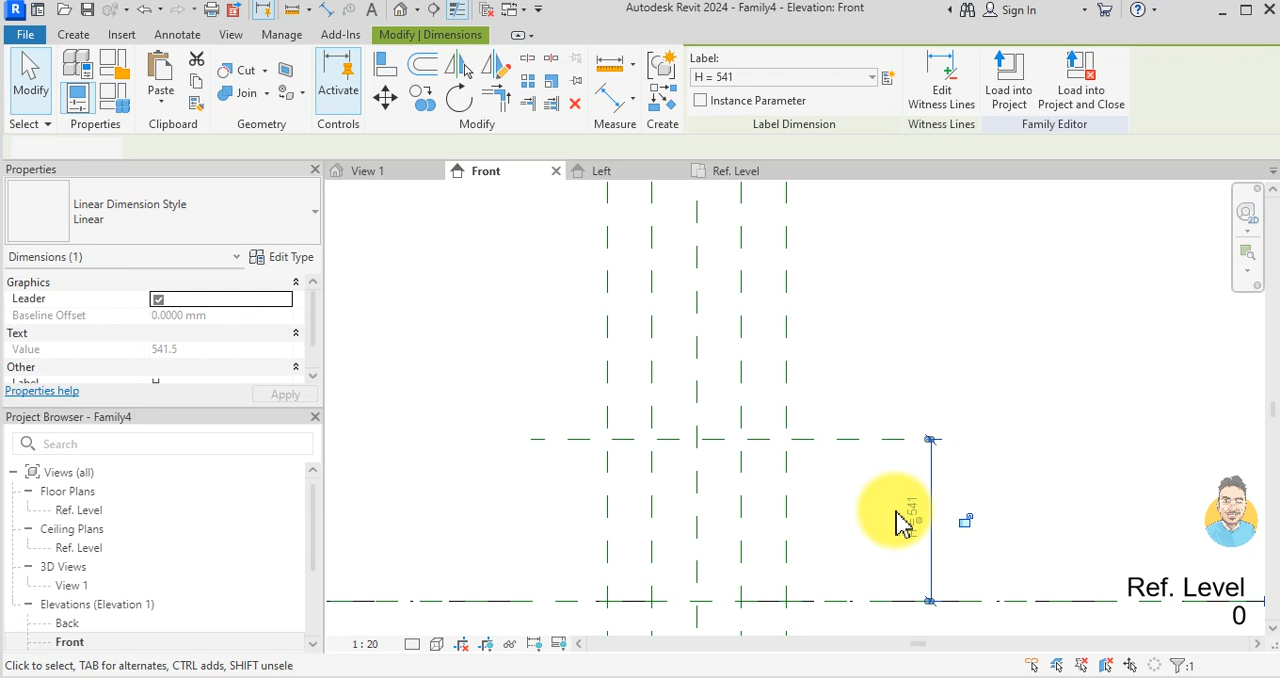 Autodesk Revit 2024 - Family4 - Elevation: Front
Sign In
File
Create
Insert
Annotate
View
Manage
Add-Ins
Modify | Dimensions
Modify
Select
Properties
Paste
Clipboard
Cut
Join
Geometry
Activate
Controls
Modify
Measure
Create
Label:
H = 541
Instance Parameter
Label Dimension
Edit
Witness Lines
Witness Lines
Load into
Project
Load into
Project and Close
Family Editor
Properties
Linear Dimension Style
Linear
Dimensions (1)
Edit Type
Graphics
Leader
Baseline Offset
0.0000 mm
Text
Value
541.5
Other
Label
H
Properties help
Apply
Project Browser - Family4
Search
Views (all)
Floor Plans
Ref. Level
Ceiling Plans
Ref. Level
3D Views
View 1
Elevations (Elevation 1)
Back
Front
View 1
Front
Left
Ref. Level
2D
H = 541
Ref. Level
0
1 : 20
Click to select, TAB for alternates, CTRL adds, SHIFT unsele
:1